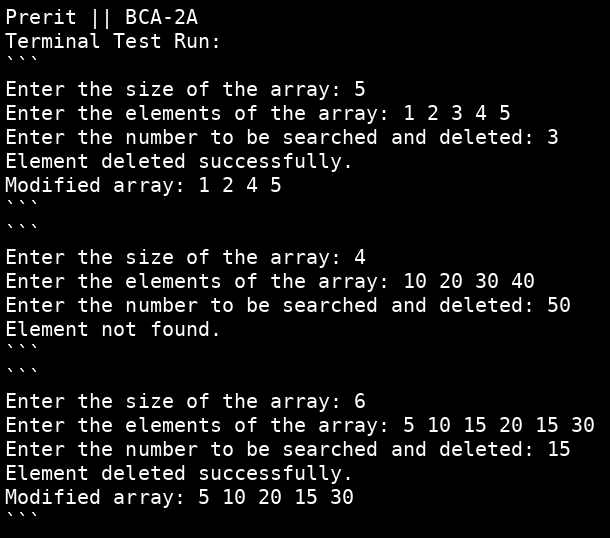 Prerit || BCA-2A
Terminal Test Run:
```
Enter the size of the array: 5
Enter the elements of the array: 1 2 3 4 5
Enter the number to be searched and deleted: 3
Element deleted successfully.
Modified array: 1 2 4 5
```
```
Enter the size of the array: 4
Enter the elements of the array: 10 20 30 40
Enter the number to be searched and deleted: 50
Element not found.
```
```
Enter the size of the array: 6
Enter the elements of the array: 5 10 15 20 15 30
Enter the number to be searched and deleted: 15
Element deleted successfully.
Modified array: 5 10 20 15 30
```